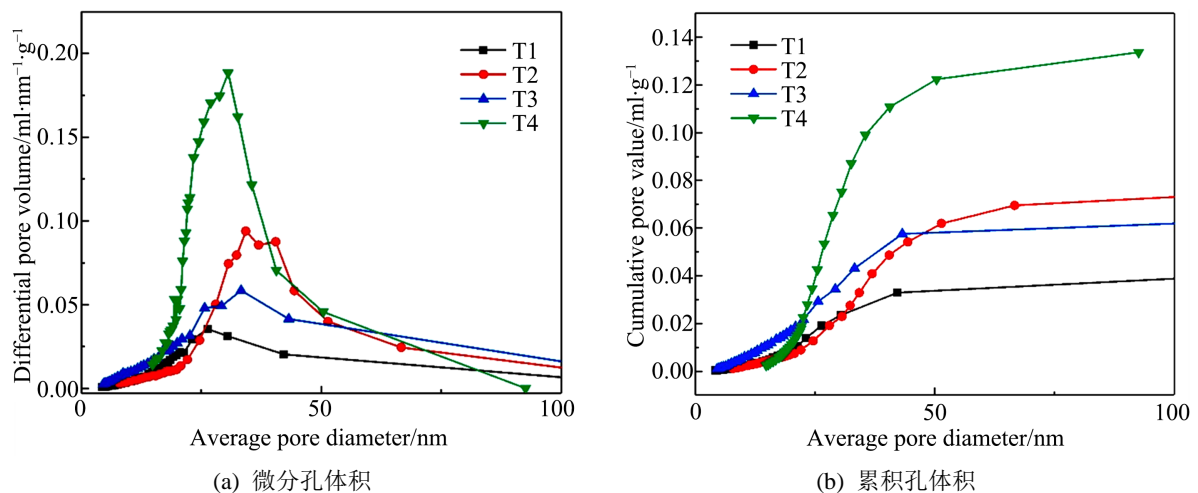 (a)
Differential pore volume/ml·nm⁻¹·g⁻¹
0.20
0.15
0.10
0.05
0.00
0
50
100
Average pore diameter/nm
T1
T2
T3
T4
(a) 微分孔体积
(b)
Cumulative pore value/ml·g⁻¹
0.14
0.12
0.10
0.08
0.06
0.04
0.02
0.00
0
25
50
100
Average pore diameter/nm
T1
T2
T3
T4
(b) 累积孔体积